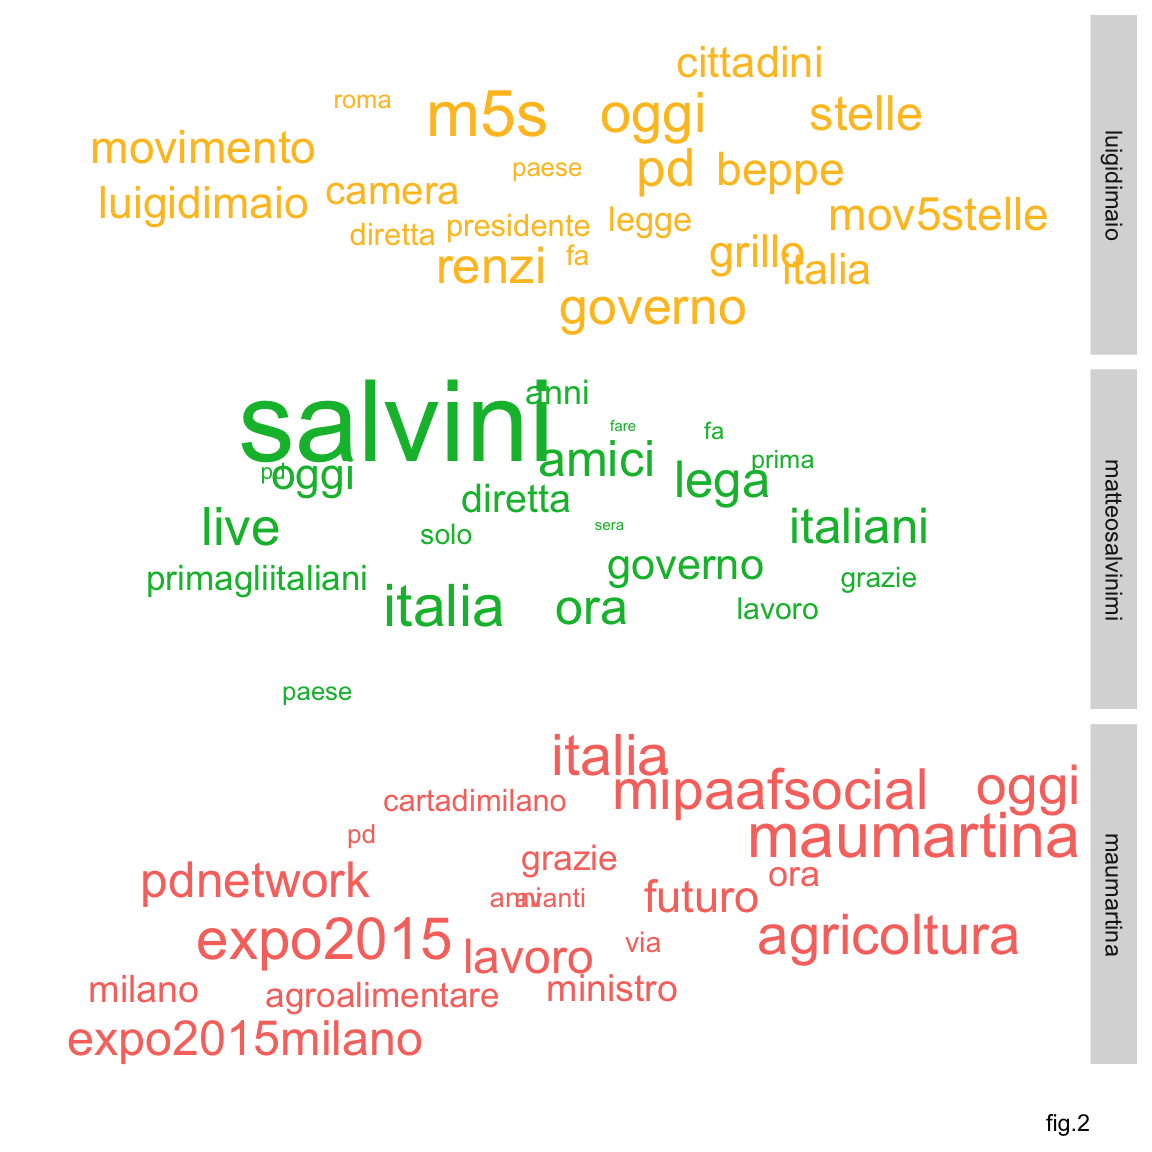 cittadini
roma
m5s
oggi
stelle
movimento
paese
pd
beppe
luigidimaio
camera
diretta
presidente
legge
mov5stelle
renzi
fa
grillo
italia
governo
luigidimaio
salvini
anni
fare
fa
pd
oggi
amici
lega
prima
diretta
live
solo
sera
italiani
primagliitaliani
governo
grazie
italia
ora
lavoro
paese
matteosalvinimi
italia
mipaafsocial
oggi
cartadimilano
maumartina
pd
grazie
ora
pdnetwork
anni
avanti
futuro
expo2015
lavoro
via
agricoltura
milano
agroalimentare
ministro
expo2015milano
maumartina
fig.2